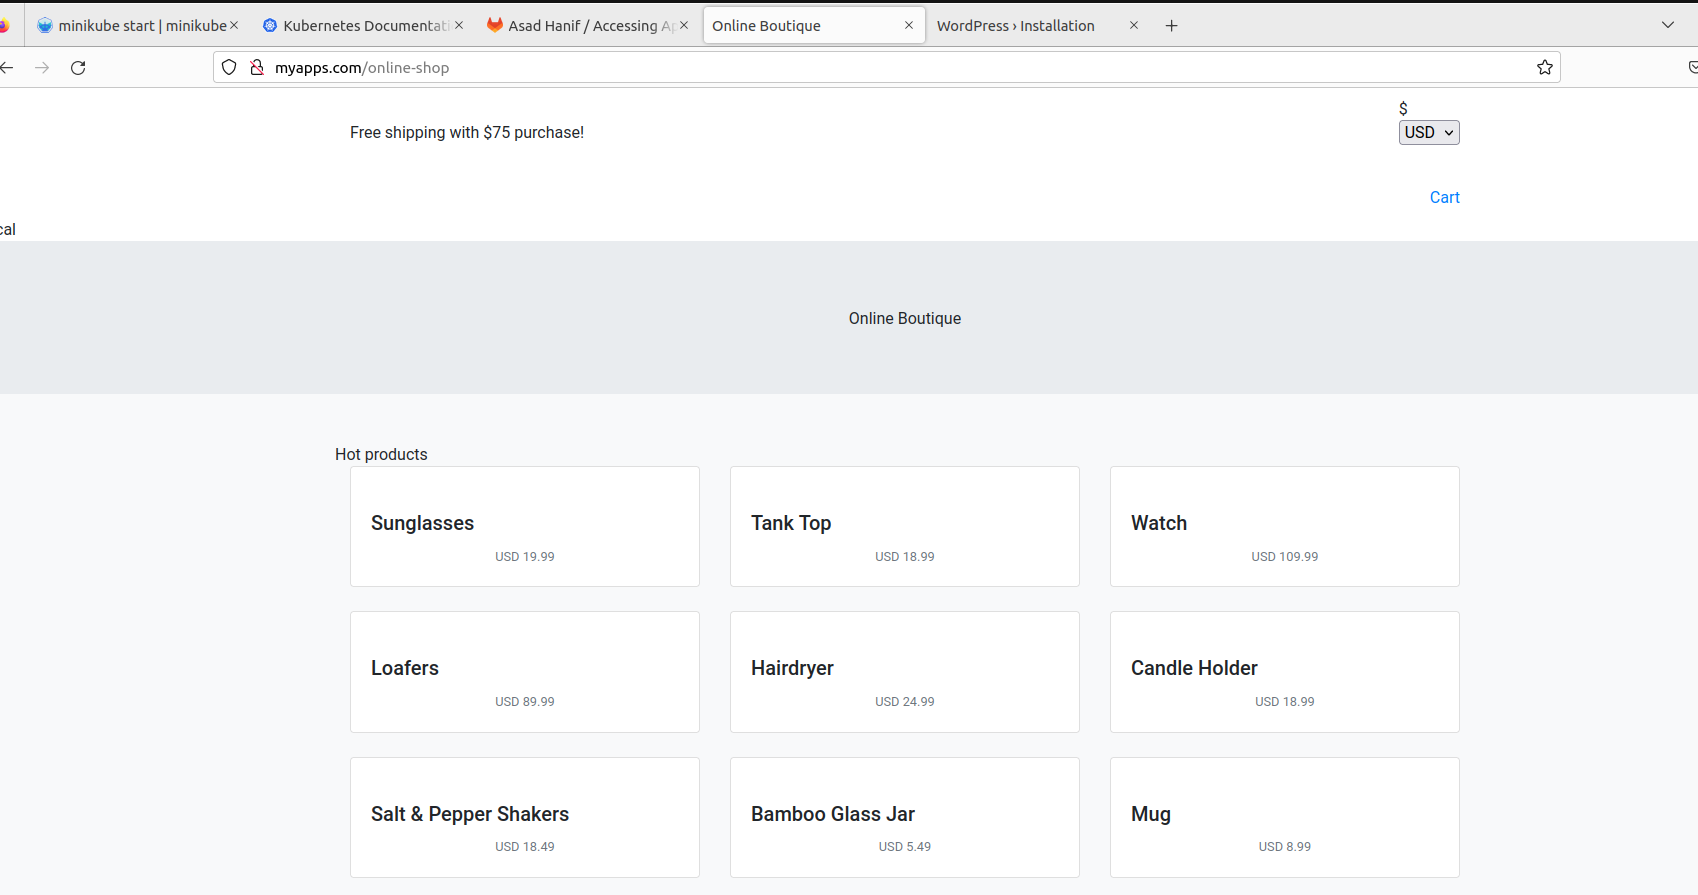 minikube start | minikube
Kubernetes Documentati
Asad Hanif / Accessing Ap
Online Boutique
WordPress › Installation
myapps.com/online-shop
$
Free shipping with $75 purchase!
USD
Cart
cal
Online Boutique
Hot products
Sunglasses
USD 19.99
Tank Top
USD 18.99
Watch
USD 109.99
Loafers
USD 89.99
Hairdryer
USD 24.99
Candle Holder
USD 18.99
Salt & Pepper Shakers
USD 18.49
Bamboo Glass Jar
USD 5.49
Mug
USD 8.99